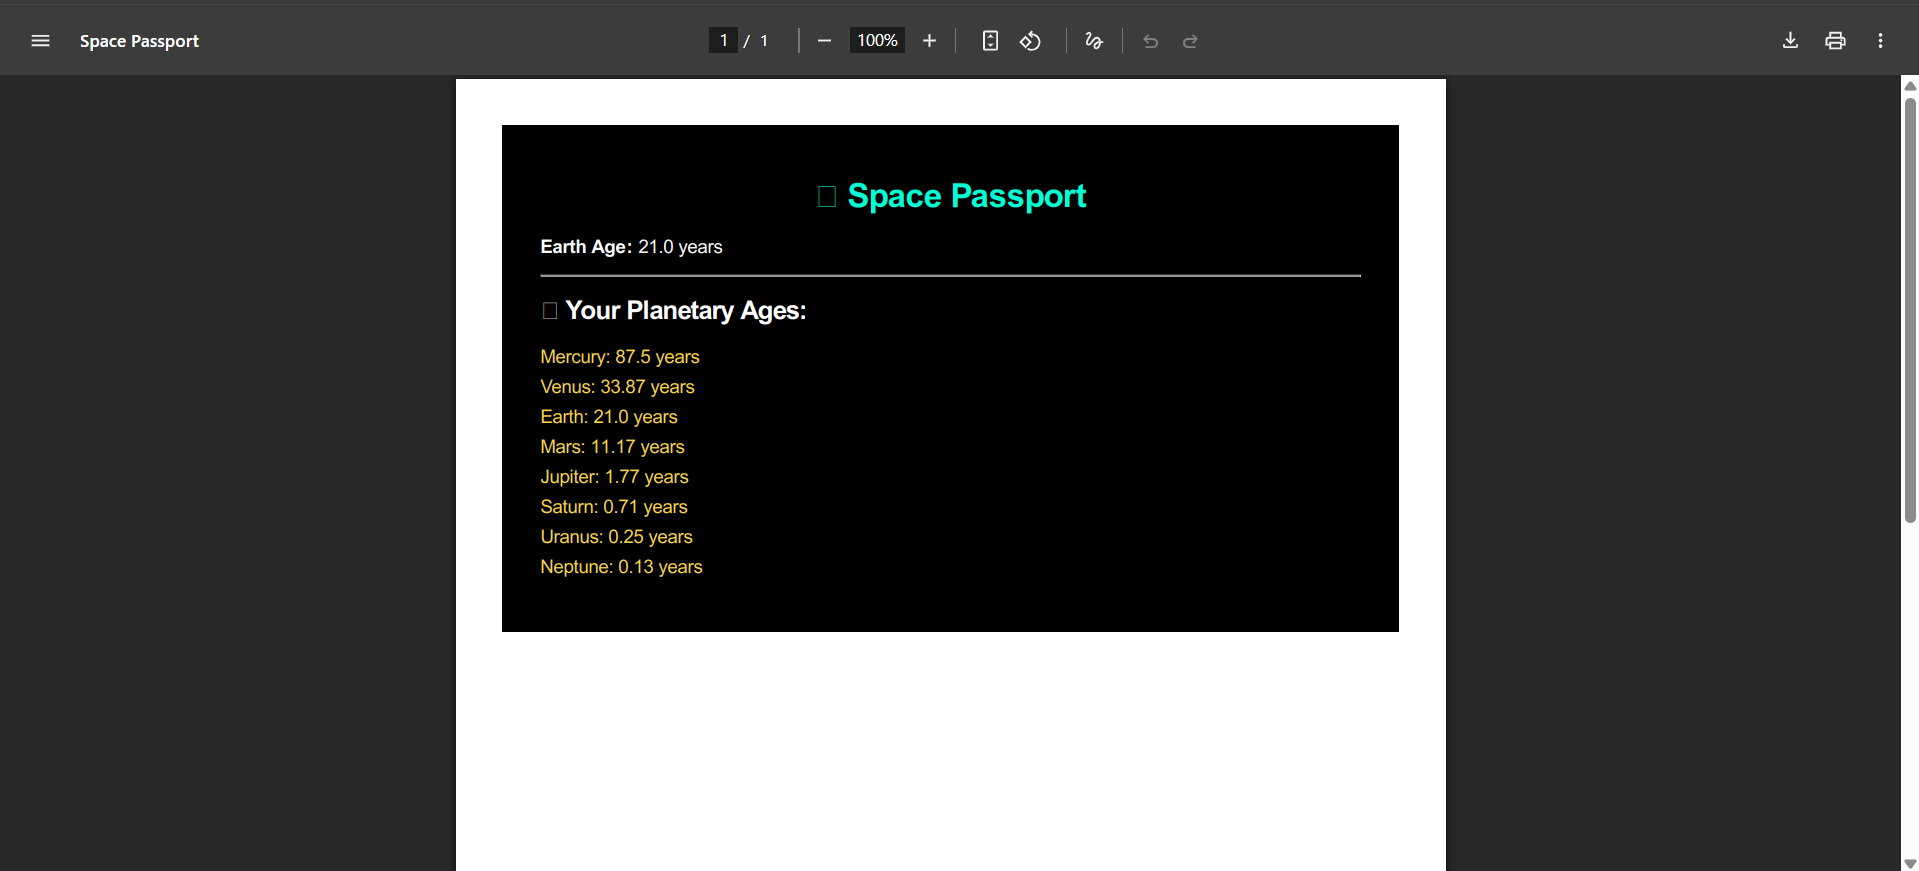 Space Passport
1 / 1
100%
Space Passport
Earth Age: 21.0 years
Your Planetary Ages:
Mercury: 87.5 years
Venus: 33.87 years
Earth: 21.0 years
Mars: 11.17 years
Jupiter: 1.77 years
Saturn: 0.71 years
Uranus: 0.25 years
Neptune: 0.13 years